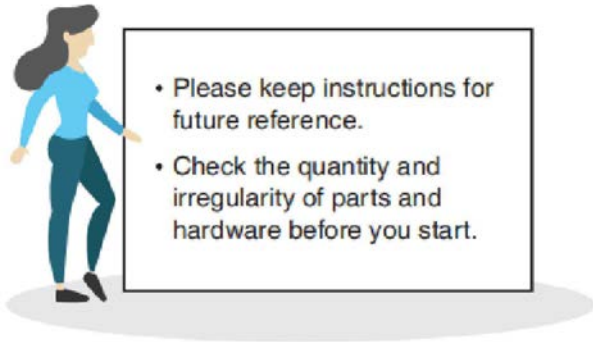 • Please keep instructions for
future reference.
• Check the quantity and
irregularity of parts and
hardware before you start.